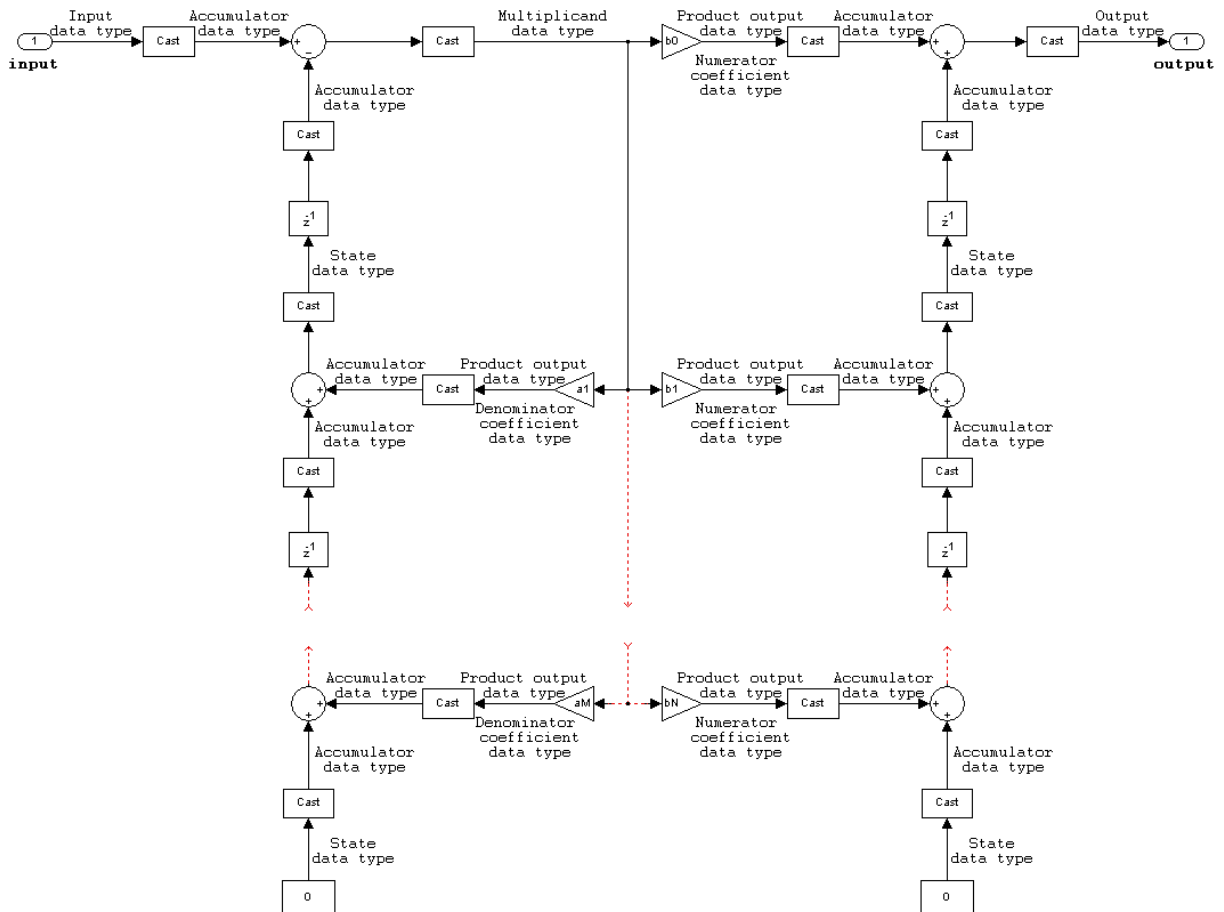 Input
data type
Accumulator
data type
Multiplicand
data type
Product output
data type
Accumulator
data type
Output
data type
1
Cast
+
−
Cast
b0
Cast
+
+
Cast
1
input
output
Numerator
coefficient
data type
Accumulator
data type
Accumulator
data type
Cast
Cast
z-1
z-1
State
data type
State
data type
Cast
Cast
Accumulator
data type
Product output
data type
Product output
data type
Accumulator
data type
+
+
Cast
a1
b1
Cast
+
+
Denominator
coefficient
data type
Numerator
coefficient
data type
Accumulator
data type
Accumulator
data type
Cast
Cast
z-1
z-1
Accumulator
data type
Product output
data type
Product output
data type
Accumulator
data type
+
+
Cast
aM
bN
Cast
+
+
Denominator
coefficient
data type
Numerator
coefficient
data type
Accumulator
data type
Accumulator
data type
Cast
Cast
State
data type
State
data type
0
0